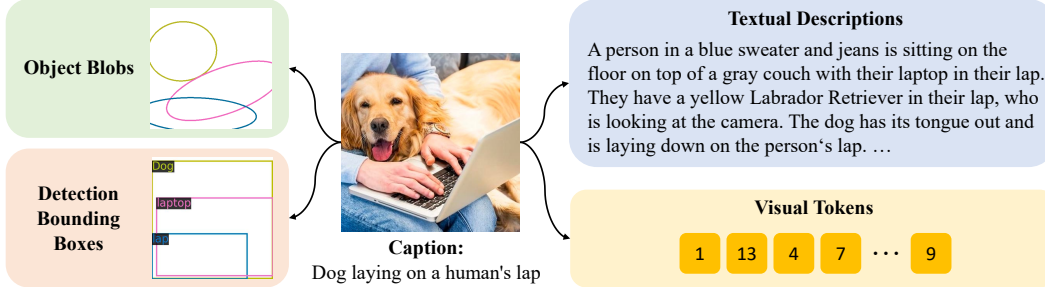 Object Blobs
Detection
Bounding
Boxes
Dog
laptop
lap
Caption:
Dog laying on a human's lap
Textual Descriptions
A person in a blue sweater and jeans is sitting on the
floor on top of a gray couch with their laptop in their lap.
They have a yellow Labrador Retriever in their lap, who
is looking at the camera. The dog has its tongue out and
is laying down on the person‘s lap. …
Visual Tokens
1 13 4 7 ··· 9